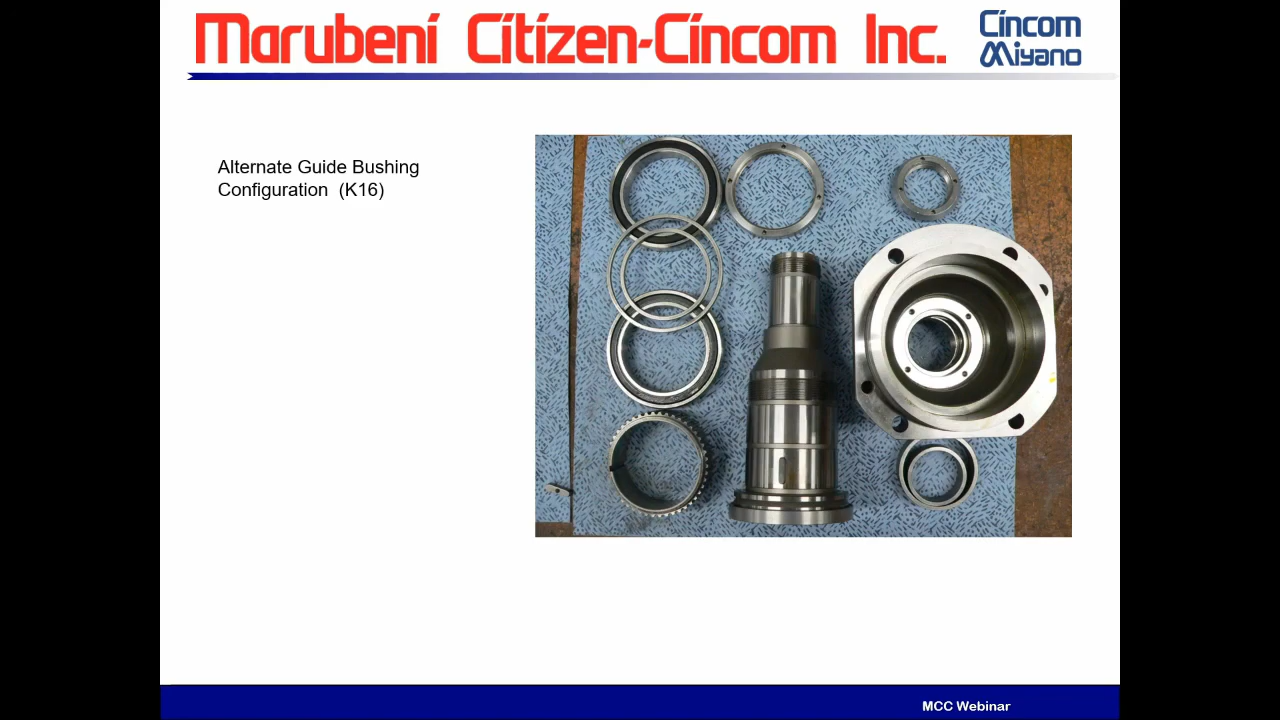 Marubeni Citizen-Cincom Inc.
Cincom
Miyano
Alternate Guide Bushing
Configuration (K16)
MCC Webinar